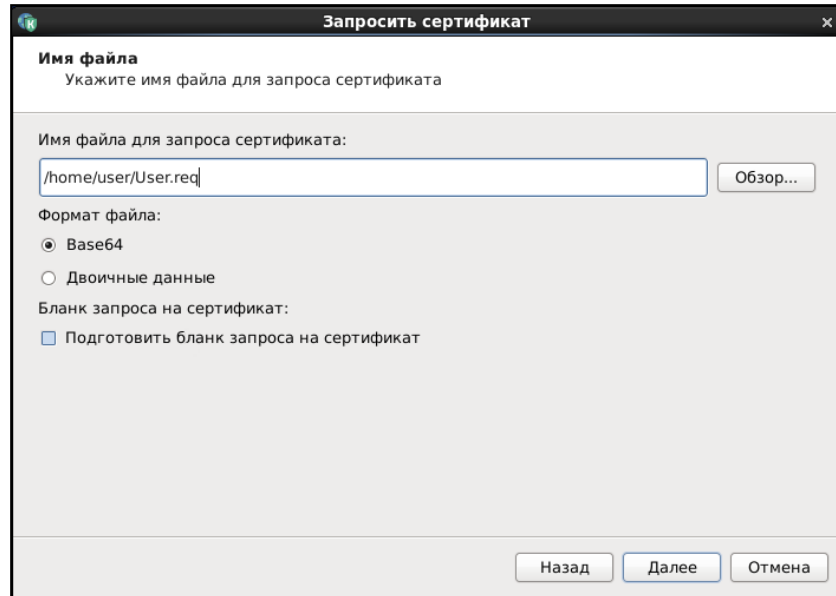 Запросить сертификат
Имя файла
Укажите имя файла для запроса сертификата
Имя файла для запроса сертификата:
/home/user/User.req
Обзор...
Формат файла:
Base64
Двоичные данные
Бланк запроса на сертификат:
Подготовить бланк запроса на сертификат
Назад
Далее
Отмена